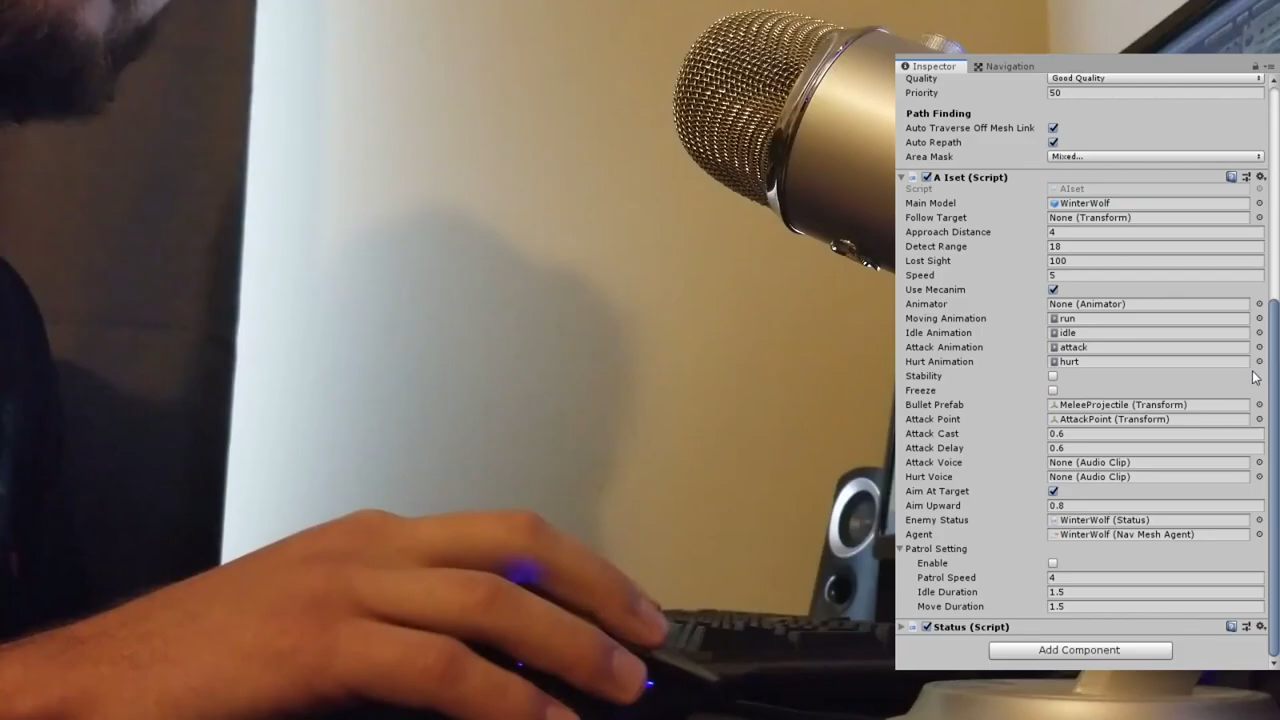 Inspector Navigation
Quality Good Quality
Priority 50
Path Finding
Auto Traverse Off Mesh Link
Auto Repath
Area Mask Mixed...
A Iset (Script)
Script AIset
Main Model WinterWolf
Follow Target None (Transform)
Approach Distance 4
Detect Range 18
Lost Sight 100
Speed 5
Use Mecanim
Animator None (Animator)
Moving Animation run
Idle Animation idle
Attack Animation attack
Hurt Animation hurt
Stability
Freeze
Bullet Prefab MeleeProjectile (Transform)
Attack Point AttackPoint (Transform)
Attack Cast 0.6
Attack Delay 0.6
Attack Voice None (Audio Clip)
Hurt Voice None (Audio Clip)
Aim At Target
Aim Upward 0.8
Enemy Status WinterWolf (Status)
Agent WinterWolf (Nav Mesh Agent)
Patrol Setting
Enable
Patrol Speed 4
Idle Duration 1.5
Move Duration 1.5
Status (Script)
Add Component